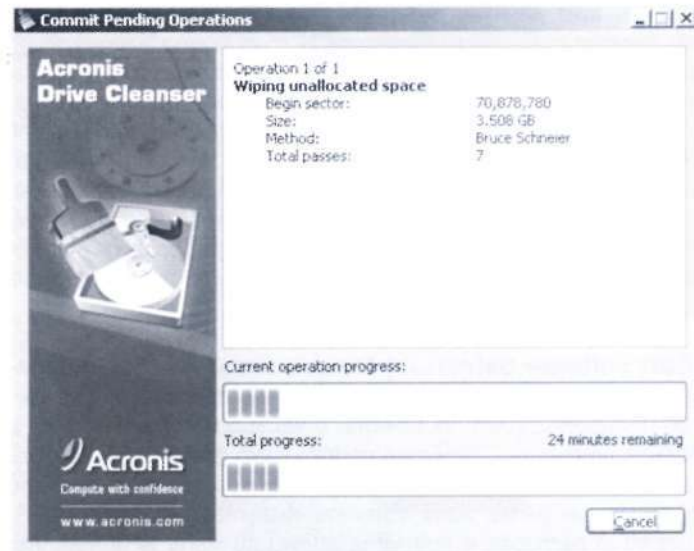 Commit Pending Operations
Acronis
Drive Cleanser
Operation 1 of 1
Wiping unallocated space
Begin sector: 70,878,780
Size: 3.508 GB
Method: Bruce Schneier
Total passes: 7
Current operation progress:
Total progress: 24 minutes remaining
Acronis
Compute with confidence
www.acronis.com
Cancel